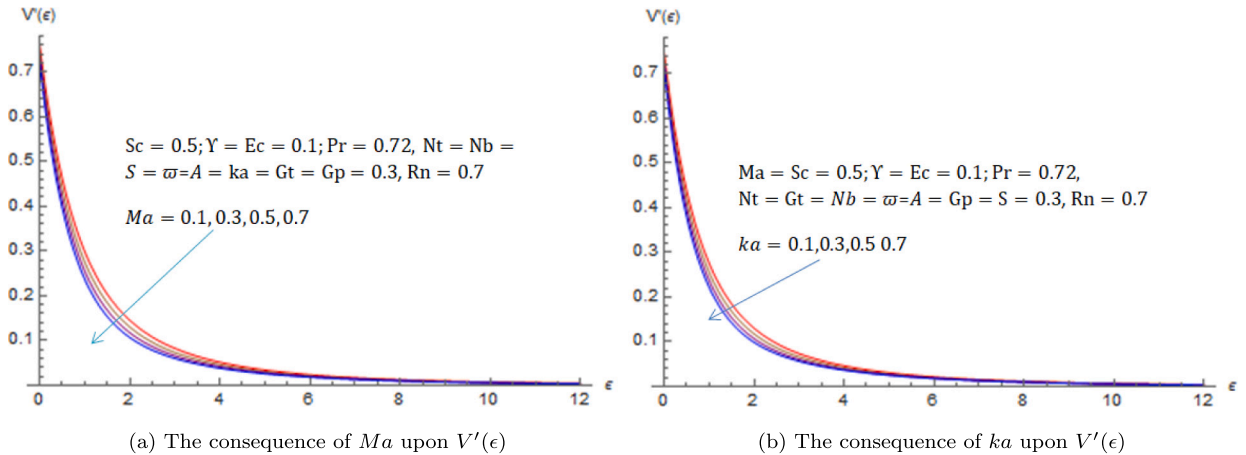 V'(ϵ)
0.7
0.6
0.5
0.4
0.3
0.2
0.1
0 2 4 6 8 10 12 ϵ
Sc = 0.5; ϒ = Ec = 0.1; Pr = 0.72, Nt = Nb =
S = ϖ=A = ka = Gt = Gp = 0.3, Rn = 0.7
Ma = 0.1, 0.3, 0.5, 0.7
(a) The consequence of Ma upon V′(ϵ)
V'(ϵ)
0.7
0.6
0.5
0.4
0.3
0.2
0.1
0 2 4 6 8 10 12 ϵ
Ma = Sc = 0.5; ϒ = Ec = 0.1; Pr = 0.72,
Nt = Gt = Nb = ϖ=A = Gp = S = 0.3, Rn = 0.7
ka = 0.1,0.3,0.5 0.7
(b) The consequence of ka upon V′(ϵ)